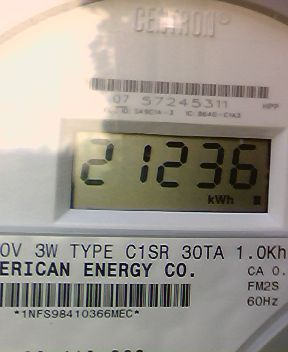 CENTRON®
07 57245311
HPP
21236
kWh
0V 3W TYPE C1SR 30TA 1.0Kh
ERICAN ENERGY CO.
CA 0.
FM2S
60Hz
*1NFS98410366MEC*